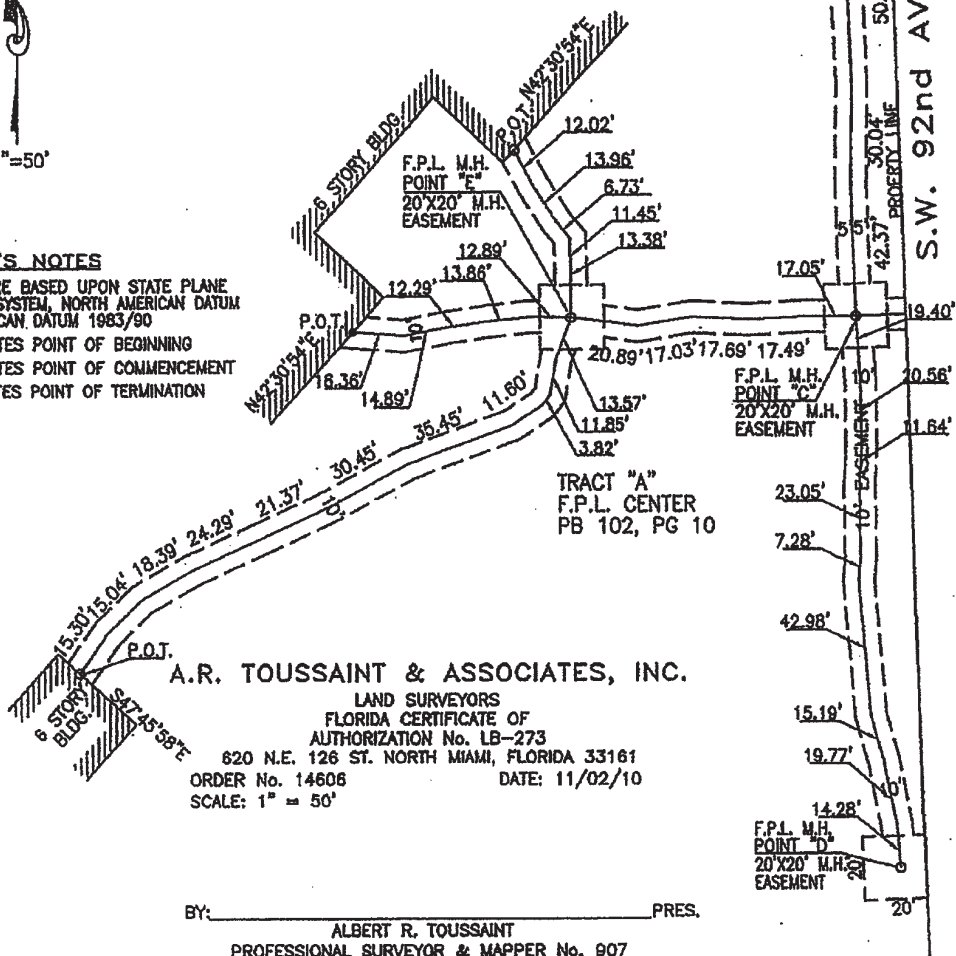 "=50'
'S NOTES
RE BASED UPON STATE PLANE
SYSTEM, NORTH AMERICAN DATUM
CAN DATUM 1983/90
TES POINT OF BEGINNING
TES POINT OF COMMENCEMENT
TES POINT OF TERMINATION
6 STORY BLDG.
F.P.L. M.H.
POINT "E"
20'X20' M.H.
EASEMENT
P.O.T.
N42°30'54"E
12.02'
13.96'
6.73'
11.45'
13.38'
12.89'
13.86'
12.29'
P.O.T.
N42°30'54"E
10'
16.36'
14.89'
20.89' 17.03' 17.69' 17.49'
17.05'
5' 5'
42.37'
30.04'
PROPERTY LINE
50.
S.W. 92nd AV
19.40'
F.P.L. M.H.
POINT "C"
20'X20' M.H.
EASEMENT
10'
20.56'
11.64'
10' EASEMENT
13.57'
11.85'
3.82'
11.60'
35.45'
30.45'
21.37'
24.29'
18.39'
15.04'
15.30'
10'
TRACT "A"
F.P.L. CENTER
PB 102, PG 10
23.05'
7.28'
42.98'
15.19'
19.77'
10'
14.28'
F.P.L. M.H.
POINT "D"
20'X20' M.H.
EASEMENT
20'
20'
P.O.T.
6 STORY
BLDG.
S47°45'58"E
A.R. TOUSSAINT & ASSOCIATES, INC.
LAND SURVEYORS
FLORIDA CERTIFICATE OF
AUTHORIZATION No. LB-273
620 N.E. 126 ST. NORTH MIAMI, FLORIDA 33161
ORDER No. 14606 DATE: 11/02/10
SCALE: 1" = 50'
BY: PRES.
ALBERT R. TOUSSAINT
PROFESSIONAL SURVEYOR & MAPPER No. 907